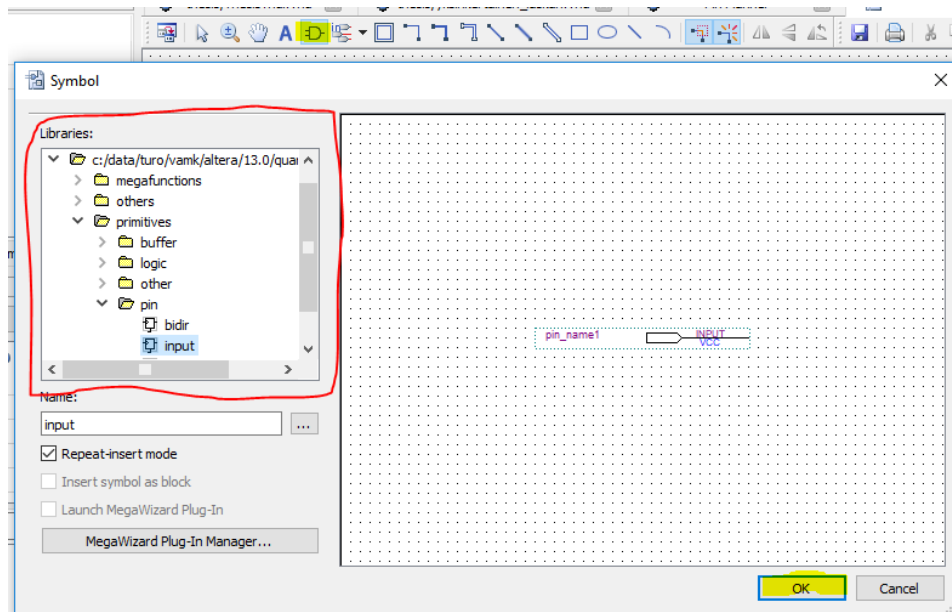 A
Symbol
Libraries:
c:/data/turo/vamk/altera/13.0/quar
megafunctions
others
primitives
buffer
logic
other
pin
bidir
input
Name:
input
...
Repeat-insert mode
Insert symbol as block
Launch MegaWizard Plug-In
MegaWizard Plug-In Manager...
pin_name1
INPUT
VCC
OK
Cancel